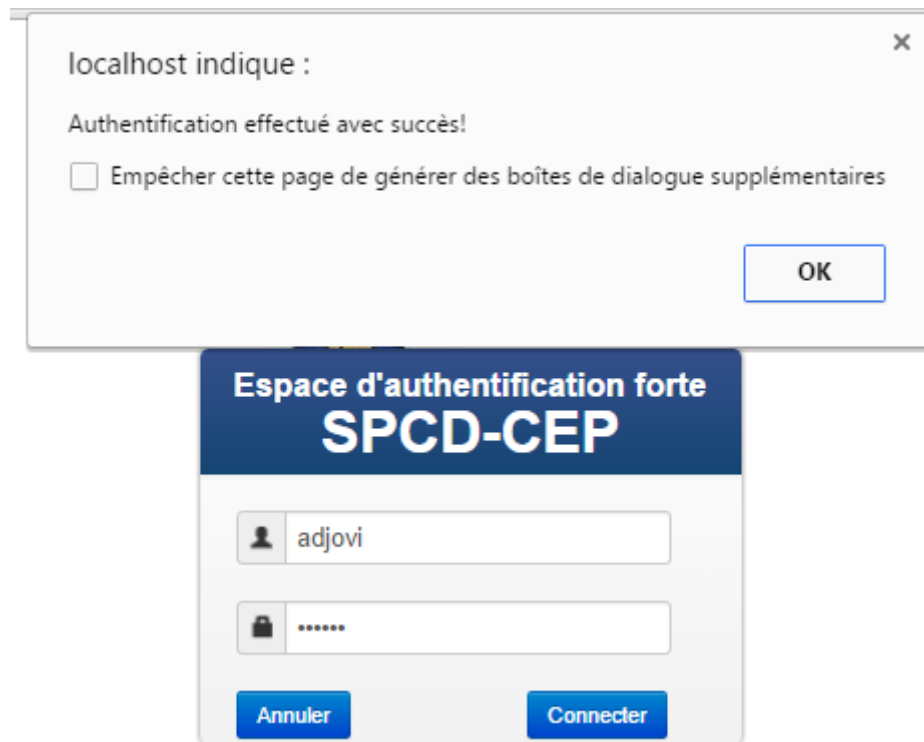 localhost indique :
Authentification effectué avec succès!
Empêcher cette page de générer des boîtes de dialogue supplémentaires
OK
Espace d'authentification forte
SPCD-CEP
adjovi
••••••
Annuler
Connecter